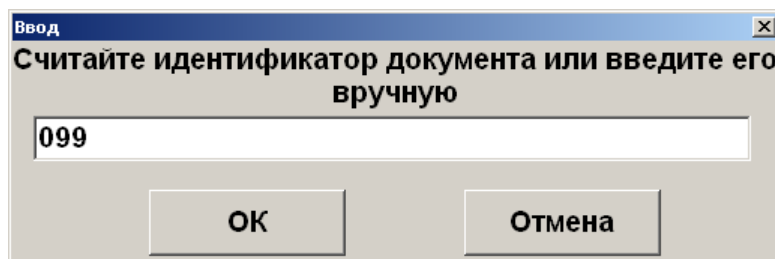 Ввод
Считайте идентификатор документа или введите его
вручную
099
ОК
Отмена